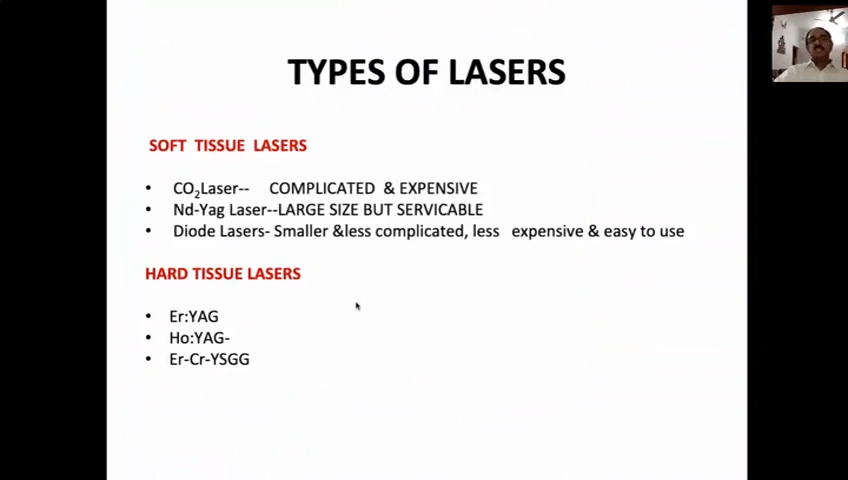 TYPES OF LASERS
SOFT TISSUE LASERS
• CO₂Laser-- COMPLICATED & EXPENSIVE
• Nd-Yag Laser--LARGE SIZE BUT SERVICABLE
• Diode Lasers- Smaller &less complicated, less expensive & easy to use
HARD TISSUE LASERS
• Er:YAG
• Ho:YAG-
• Er-Cr-YSGG